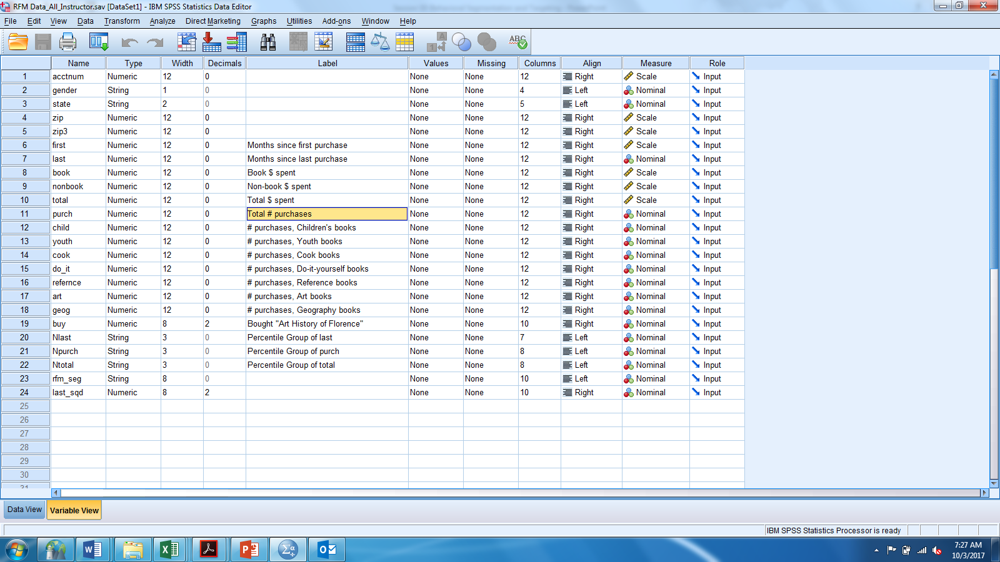 RFM Data_All_Instructor.sav [DataSet1] - IBM SPSS Statistics Data Editor
File Edit View Data Transform Analyze Direct Marketing Graphs Utilities Add-ons Window Help
Name Type Width Decimals Label Values Missing Columns Align Measure Role
1 acctnum Numeric 12 0 None None 12 Right Scale Input
2 gender String 1 0 None None 4 Left Nominal Input
3 state String 2 0 None None 5 Left Nominal Input
4 zip Numeric 12 0 None None 12 Right Scale Input
5 zip3 Numeric 12 0 None None 12 Right Scale Input
6 first Numeric 12 0 Months since first purchase None None 12 Right Scale Input
7 last Numeric 12 0 Months since last purchase None None 12 Right Nominal Input
8 book Numeric 12 0 Book $ spent None None 12 Right Scale Input
9 nonbook Numeric 12 0 Non-book $ spent None None 12 Right Scale Input
10 total Numeric 12 0 Total $ spent None None 12 Right Scale Input
11 purch Numeric 12 0 Total # purchases None None 12 Right Nominal Input
12 child Numeric 12 0 # purchases, Children's books None None 12 Right Nominal Input
13 youth Numeric 12 0 # purchases, Youth books None None 12 Right Nominal Input
14 cook Numeric 12 0 # purchases, Cook books None None 12 Right Nominal Input
15 do_it Numeric 12 0 # purchases, Do-it-yourself books None None 12 Right Nominal Input
16 refernce Numeric 12 0 # purchases, Reference books None None 12 Right Nominal Input
17 art Numeric 12 0 # purchases, Art books None None 12 Right Nominal Input
18 geog Numeric 12 0 # purchases, Geography books None None 12 Right Nominal Input
19 buy Numeric 8 2 Bought "Art History of Florence" None None 10 Right Nominal Input
20 Nlast String 3 0 Percentile Group of last None None 7 Left Nominal Input
21 Npurch String 3 0 Percentile Group of purch None None 8 Left Nominal Input
22 Ntotal String 3 0 Percentile Group of total None None 8 Left Nominal Input
23 rfm_seg String 8 0 None None 10 Left Nominal Input
24 last_sqd Numeric 8 2 None None 10 Right Nominal Input
25
26
27
28
29
30
31
Data View Variable View
IBM SPSS Statistics Processor is ready
7:27 AM
10/3/2017